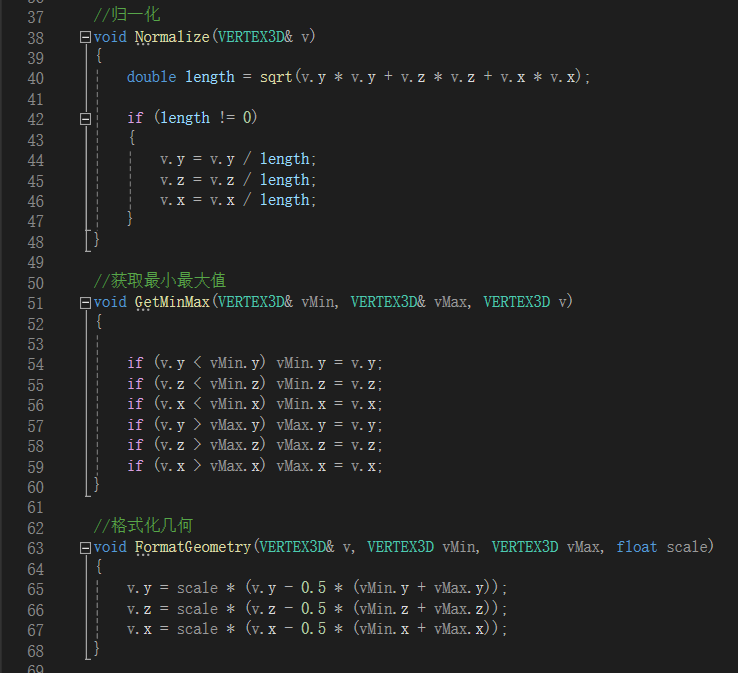 37 //归一化
38 void Normalize(VERTEX3D& v)
39 {
40 double length = sqrt(v.y * v.y + v.z * v.z + v.x * v.x);
41
42 if (length != 0)
43 {
44 v.y = v.y / length;
45 v.z = v.z / length;
46 v.x = v.x / length;
47 }
48 }
49
50 //获取最小最大值
51 void GetMinMax(VERTEX3D& vMin, VERTEX3D& vMax, VERTEX3D v)
52 {
53
54 if (v.y < vMin.y) vMin.y = v.y;
55 if (v.z < vMin.z) vMin.z = v.z;
56 if (v.x < vMin.x) vMin.x = v.x;
57 if (v.y > vMax.y) vMax.y = v.y;
58 if (v.z > vMax.z) vMax.z = v.z;
59 if (v.x > vMax.x) vMax.x = v.x;
60 }
61
62 //格式化几何
63 void FormatGeometry(VERTEX3D& v, VERTEX3D vMin, VERTEX3D vMax, float scale)
64 {
65 v.y = scale * (v.y - 0.5 * (vMin.y + vMax.y));
66 v.z = scale * (v.z - 0.5 * (vMin.z + vMax.z));
67 v.x = scale * (v.x - 0.5 * (vMin.x + vMax.x));
68 }
69